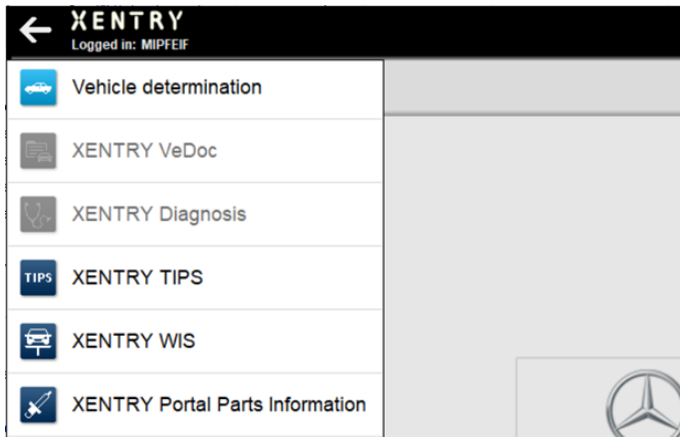 XENTRY
Logged in: MIPFEIF
Vehicle determination
XENTRY VeDoc
XENTRY Diagnosis
TIPS XENTRY TIPS
XENTRY WIS
XENTRY Portal Parts Information